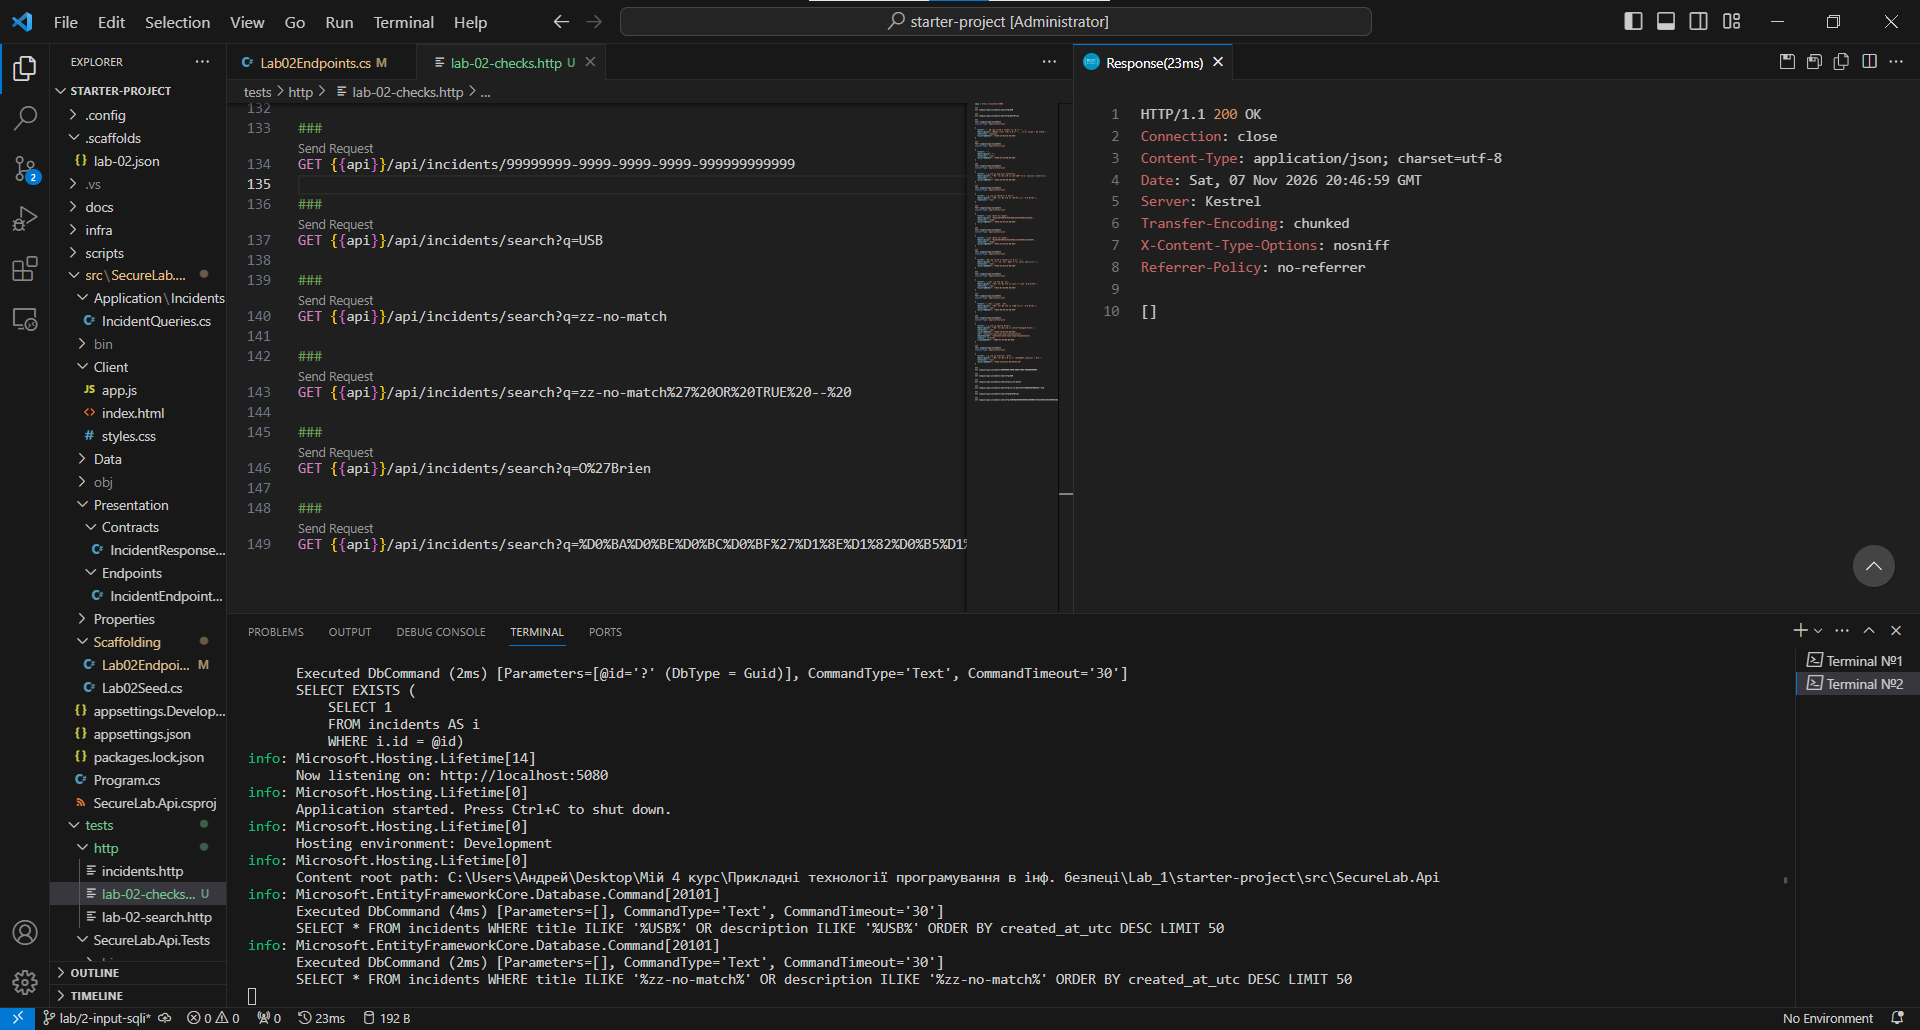 File Edit Selection View Go Run Terminal Help
starter-project [Administrator]
EXPLORER
STARTER-PROJECT
.config
.scaffolds
{} lab-02.json
.vs
docs
infra
scripts
src\SecureLab....
Application\Incidents
C# IncidentQueries.cs
bin
Client
JS app.js
<> index.html
# styles.css
Data
obj
Presentation
Contracts
C# IncidentResponse...
Endpoints
C# IncidentEndpoint...
Properties
Scaffolding
C# Lab02Endpoi... M
C# Lab02Seed.cs
{} appsettings.Develop...
{} appsettings.json
{} packages.lock.json
C# Program.cs
SecureLab.Api.csproj
tests
http
incidents.http
lab-02-checks... U
lab-02-search.http
SecureLab.Api.Tests
OUTLINE
TIMELINE
2
C# Lab02Endpoints.cs M
lab-02-checks.http U
tests > http > lab-02-checks.http > ...
132
133 ###
Send Request
134 GET {{api}}/api/incidents/99999999-9999-9999-9999-999999999999
135
136 ###
Send Request
137 GET {{api}}/api/incidents/search?q=USB
138
139 ###
Send Request
140 GET {{api}}/api/incidents/search?q=zz-no-match
141
142 ###
Send Request
143 GET {{api}}/api/incidents/search?q=zz-no-match%27%20OR%20TRUE%20--%20
144
145 ###
Send Request
146 GET {{api}}/api/incidents/search?q=O%27Brien
147
148 ###
Send Request
149 GET {{api}}/api/incidents/search?q=%D0%BA%D0%BE%D0%BC%D0%BF%27%D1%8E%D1%82%D0%B5%D1%
Response(23ms)
1 HTTP/1.1 200 OK
2 Connection: close
3 Content-Type: application/json; charset=utf-8
4 Date: Sat, 07 Nov 2026 20:46:59 GMT
5 Server: Kestrel
6 Transfer-Encoding: chunked
7 X-Content-Type-Options: nosniff
8 Referrer-Policy: no-referrer
9
10 []
PROBLEMS OUTPUT DEBUG CONSOLE TERMINAL PORTS
Terminal №1
Terminal №2
Executed DbCommand (2ms) [Parameters=[@id='?' (DbType = Guid)], CommandType='Text', CommandTimeout='30']
SELECT EXISTS (
SELECT 1
FROM incidents AS i
WHERE i.id = @id)
info: Microsoft.Hosting.Lifetime[14]
Now listening on: http://localhost:5080
info: Microsoft.Hosting.Lifetime[0]
Application started. Press Ctrl+C to shut down.
info: Microsoft.Hosting.Lifetime[0]
Hosting environment: Development
info: Microsoft.Hosting.Lifetime[0]
Content root path: C:\Users\Андрей\Desktop\Мій 4 курс\Прикладні технології програмування в інф. безпеці\Lab_1\starter-project\src\SecureLab.Api
info: Microsoft.EntityFrameworkCore.Database.Command[20101]
Executed DbCommand (4ms) [Parameters=[], CommandType='Text', CommandTimeout='30']
SELECT * FROM incidents WHERE title ILIKE '%USB%' OR description ILIKE '%USB%' ORDER BY created_at_utc DESC LIMIT 50
info: Microsoft.EntityFrameworkCore.Database.Command[20101]
Executed DbCommand (2ms) [Parameters=[], CommandType='Text', CommandTimeout='30']
SELECT * FROM incidents WHERE title ILIKE '%zz-no-match%' OR description ILIKE '%zz-no-match%' ORDER BY created_at_utc DESC LIMIT 50
lab/2-input-sqli* 0 0 0 23ms 192 B
No Environment